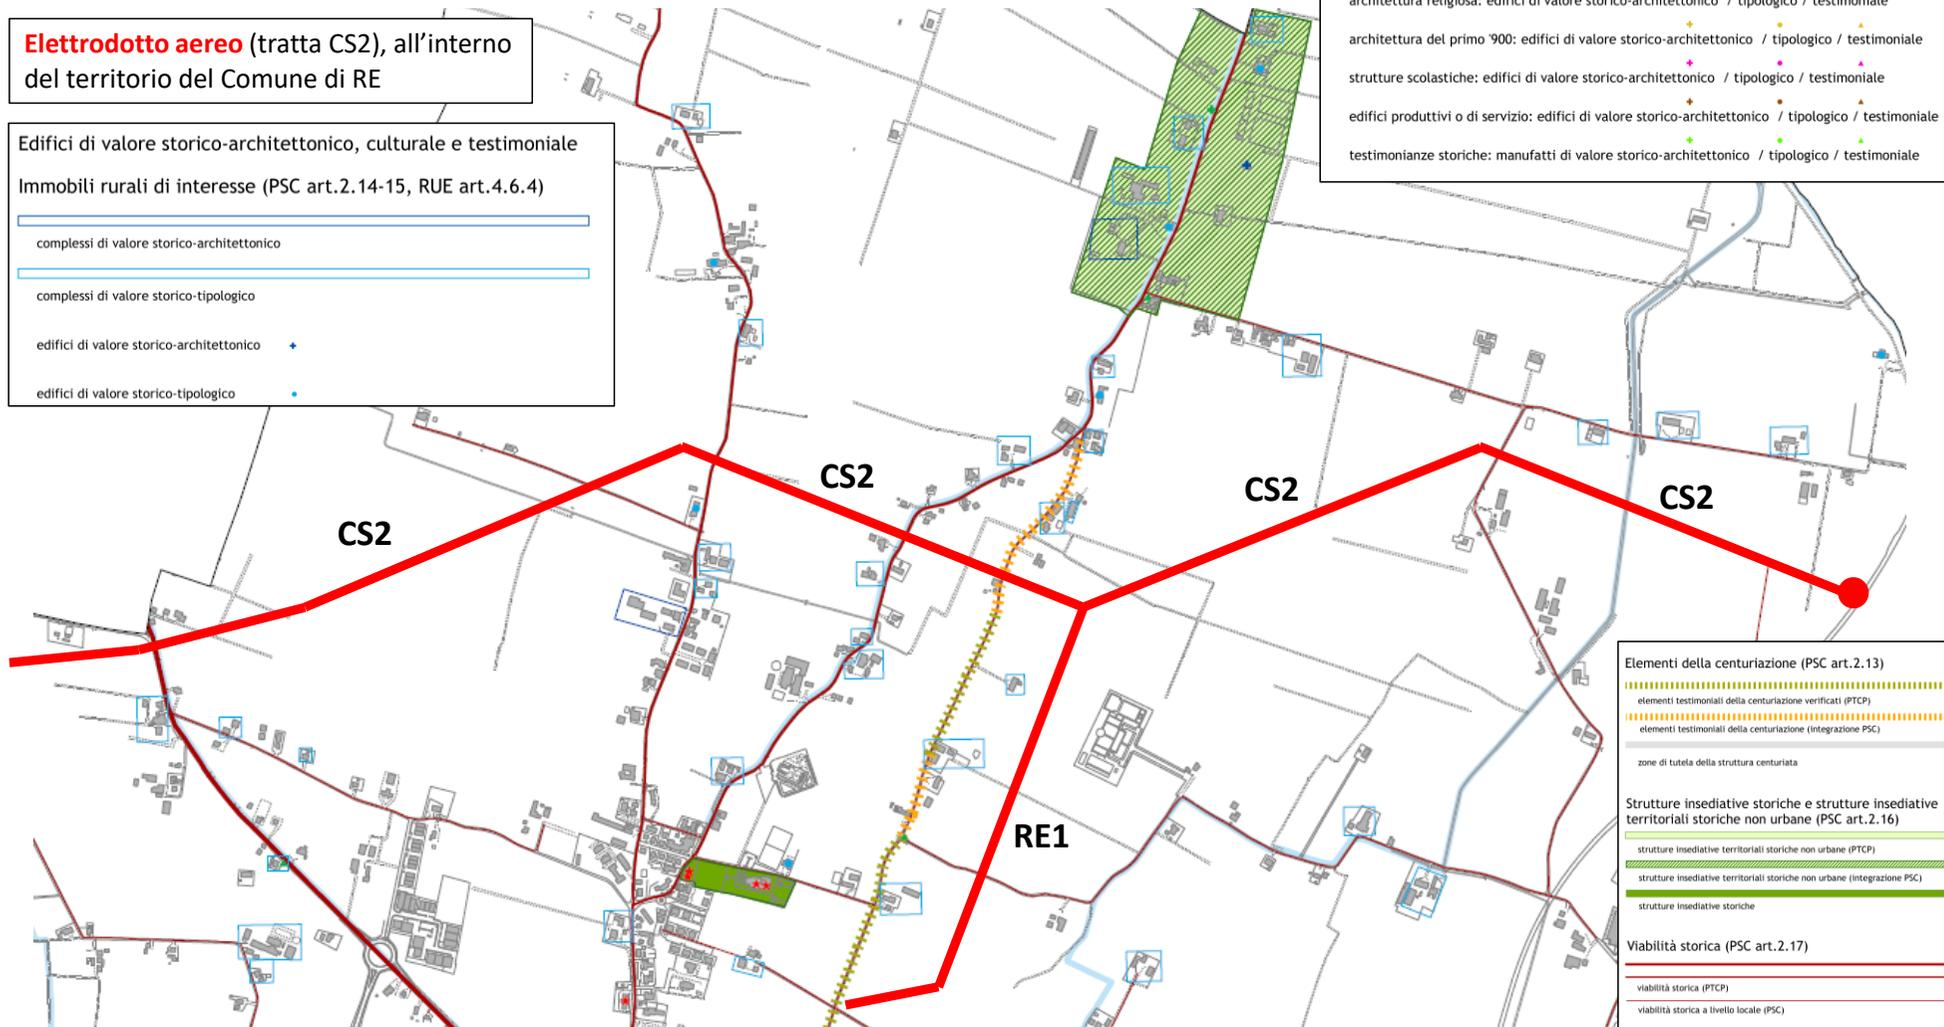 Elettrodotto aereo (tratta CS2), all’interno
del territorio del Comune di RE
Edifici di valore storico-architettonico, culturale e testimoniale
Immobili rurali di interesse (PSC art.2.14-15, RUE art.4.6.4)
complessi di valore storico-architettonico
complessi di valore storico-tipologico
edifici di valore storico-architettonico
edifici di valore storico-tipologico
architettura religiosa: edifici di valore storico-architettonico / tipologico / testimoniale
architettura del primo '900: edifici di valore storico-architettonico / tipologico / testimoniale
strutture scolastiche: edifici di valore storico-architettonico / tipologico / testimoniale
edifici produttivi o di servizio: edifici di valore storico-architettonico / tipologico / testimoniale
testimonianze storiche: manufatti di valore storico-architettonico / tipologico / testimoniale
CS2
CS2
CS2
CS2
RE1
Elementi della centuriazione (PSC art.2.13)
elementi testimoniali della centuriazione verificati (PTCP)
elementi testimoniali della centuriazione (integrazione PSC)
zone di tutela della struttura centuriata
Strutture insediative storiche e strutture insediative
territoriali storiche non urbane (PSC art.2.16)
strutture insediative territoriali storiche non urbane (PTCP)
strutture insediative territoriali storiche non urbane (integrazione PSC)
strutture insediative storiche
Viabilità storica (PSC art.2.17)
viabilità storica (PTCP)
viabilità storica a livello locale (PSC)